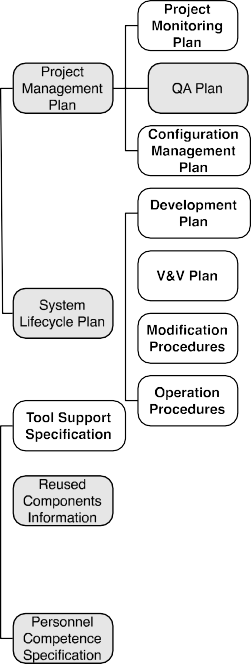 Project
Monitoring
Plan
Project
Management
Plan
QA Plan
Configuration
Management
Plan
Development
Plan
V&V Plan
System
Lifecycle Plan
Modification
Procedures
Operation
Procedures
Tool Support
Specification
Reused
Components
Information
Personnel
Competence
Specification